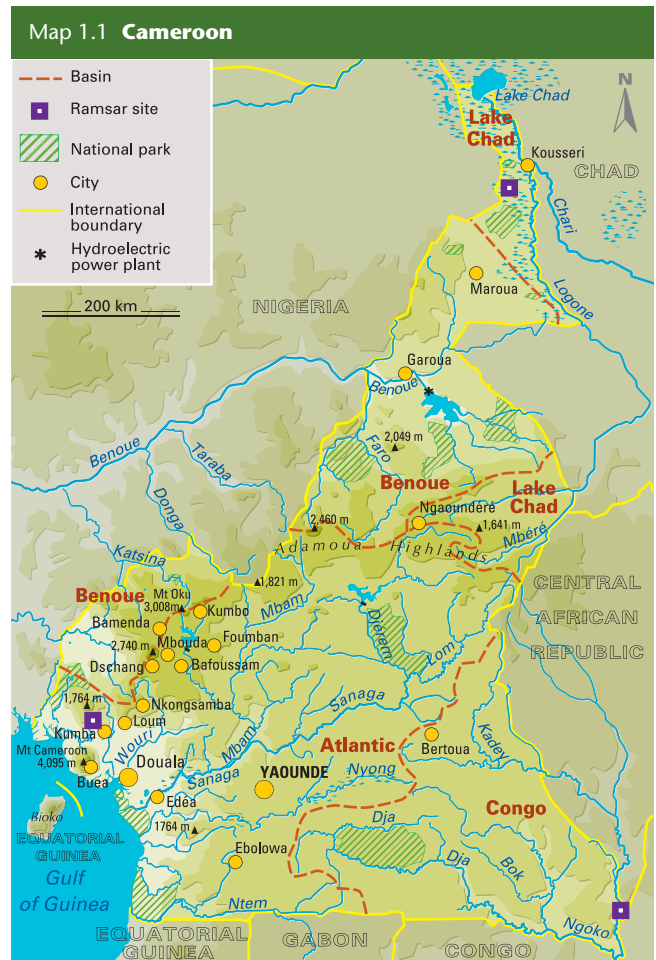 Map 1.1 Cameroon
Basin
Ramsar site
National park
City
International
boundary
Hydroelectric
power plant
200 km
N
Lake Chad
Lake
Chad
Kousseri
CHAD
Chari
Maroua
Logone
NIGERIA
Garoua
Benoue
2,049 m
Faro
Benoue
Taraba
Benoue
Lake
Chad
Donga
Ngaoundéré
2,460 m
1,641 m
Mbéré
Adamoua Highlands
Katsina
1,821 m
CENTRAL
AFRICAN
REPUBLIC
Benoue
Mt Oku
3,008m
Kumbo
Mbam
Djérem
Bamenda
Foumban
2,740 m
Mbouda
Lom
Dschang
Bafoussam
Sanaga
1,764 m
Nkongsamba
Loum
Kumba
Wouri
Mbam
Atlantic
Bertoua
Kadey
Mt Cameroon
4,095 m
Douala
Sanaga
YAOUNDE
Nyong
Buea
Edéa
Congo
Bioko
1764 m
Dja
EQUATORIAL
GUINEA
Ebolowa
Dja
Bok
Gulf
of Guinea
Ntem
Ngoko
EQUATORIAL
GUINEA
GABON
CONGO